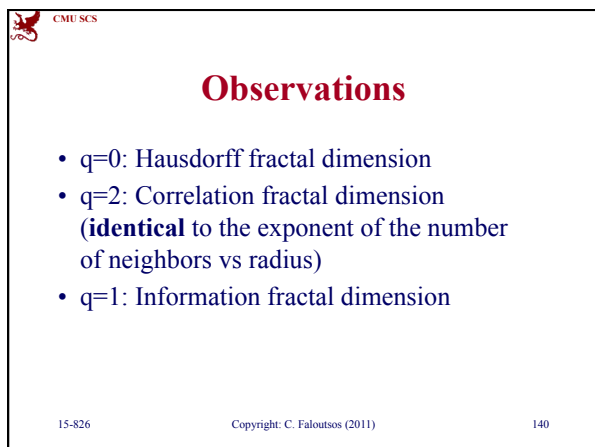 CMU SCS
Observations
• q=0: Hausdorff fractal dimension
• q=2: Correlation fractal dimension
(identical to the exponent of the number
of neighbors vs radius)
• q=1: Information fractal dimension
15-826 Copyright: C. Faloutsos (2011) 140